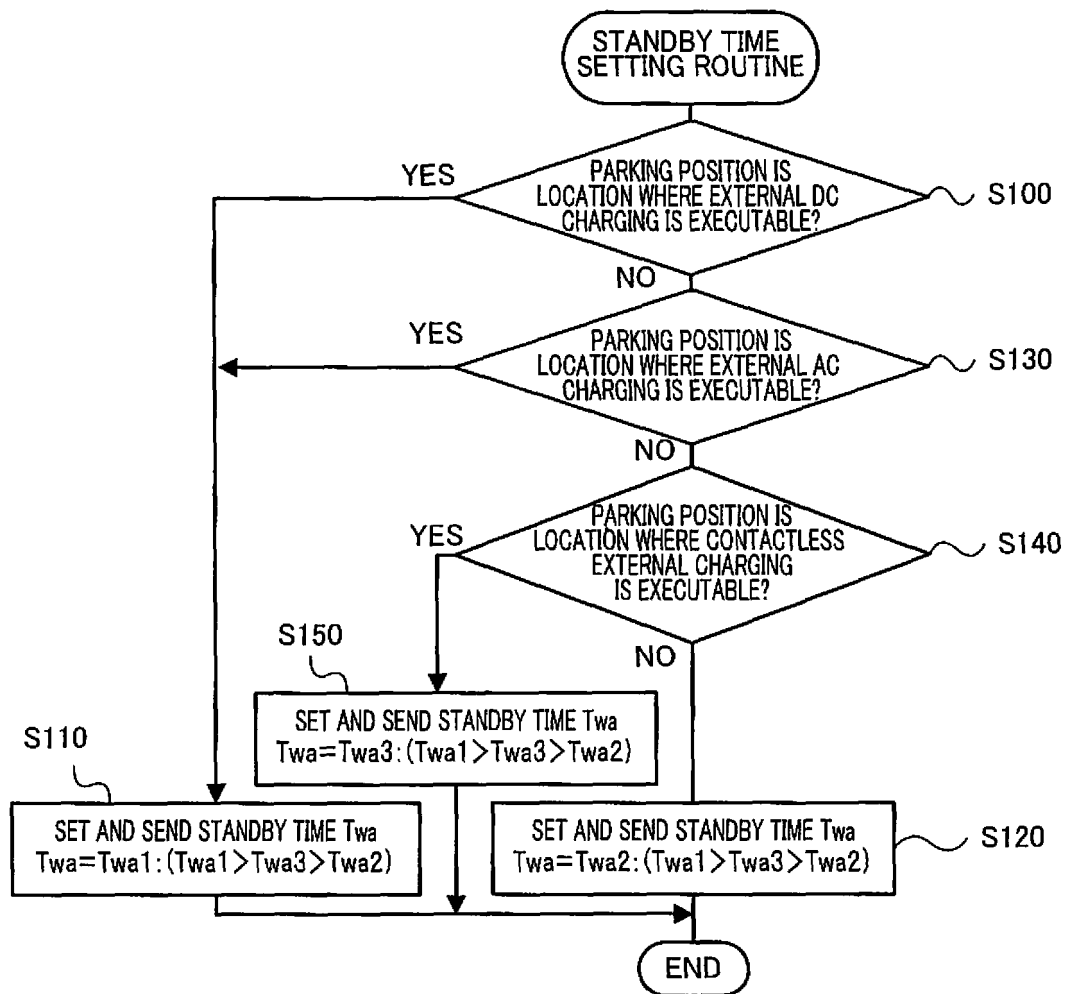 STANDBY TIME
SETTING ROUTINE
YES
PARKING POSITION IS
LOCATION WHERE EXTERNAL DC
CHARGING IS EXECUTABLE?
S100
NO
YES
PARKING POSITION IS
LOCATION WHERE EXTERNAL AC
CHARGING IS EXECUTABLE?
S130
NO
YES
PARKING POSITION IS
LOCATION WHERE CONTACTLESS
EXTERNAL CHARGING
IS EXECUTABLE?
S140
NO
S150
SET AND SEND STANDBY TIME Twa
Twa=Twa3:(Twa1>Twa3>Twa2)
S110
SET AND SEND STANDBY TIME Twa
Twa=Twa1:(Twa1>Twa3>Twa2)
SET AND SEND STANDBY TIME Twa
Twa=Twa2:(Twa1>Twa3>Twa2)
S120
END